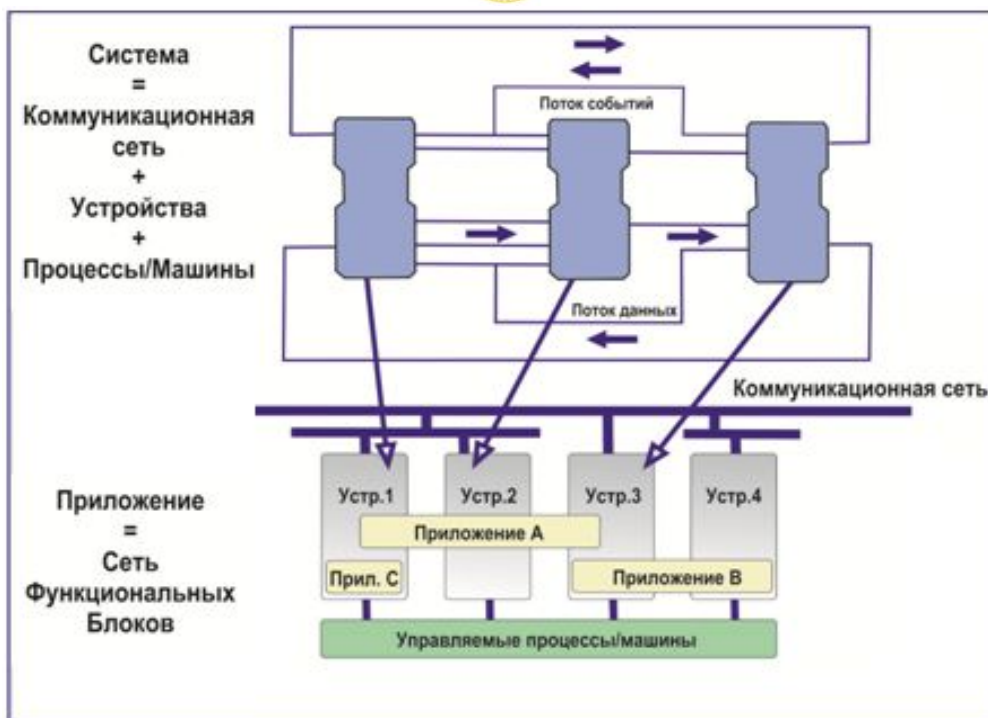 Система
=
Коммуникационная
сеть
+
Устройства
+
Процессы/Машины
Поток событий
Поток данных
Коммуникационная сеть
Приложение
=
Сеть
Функциональных
Блоков
Устр.1
Устр.2
Устр.3
Устр.4
Приложение А
Прил. С
Приложение В
Управляемые процессы/машины